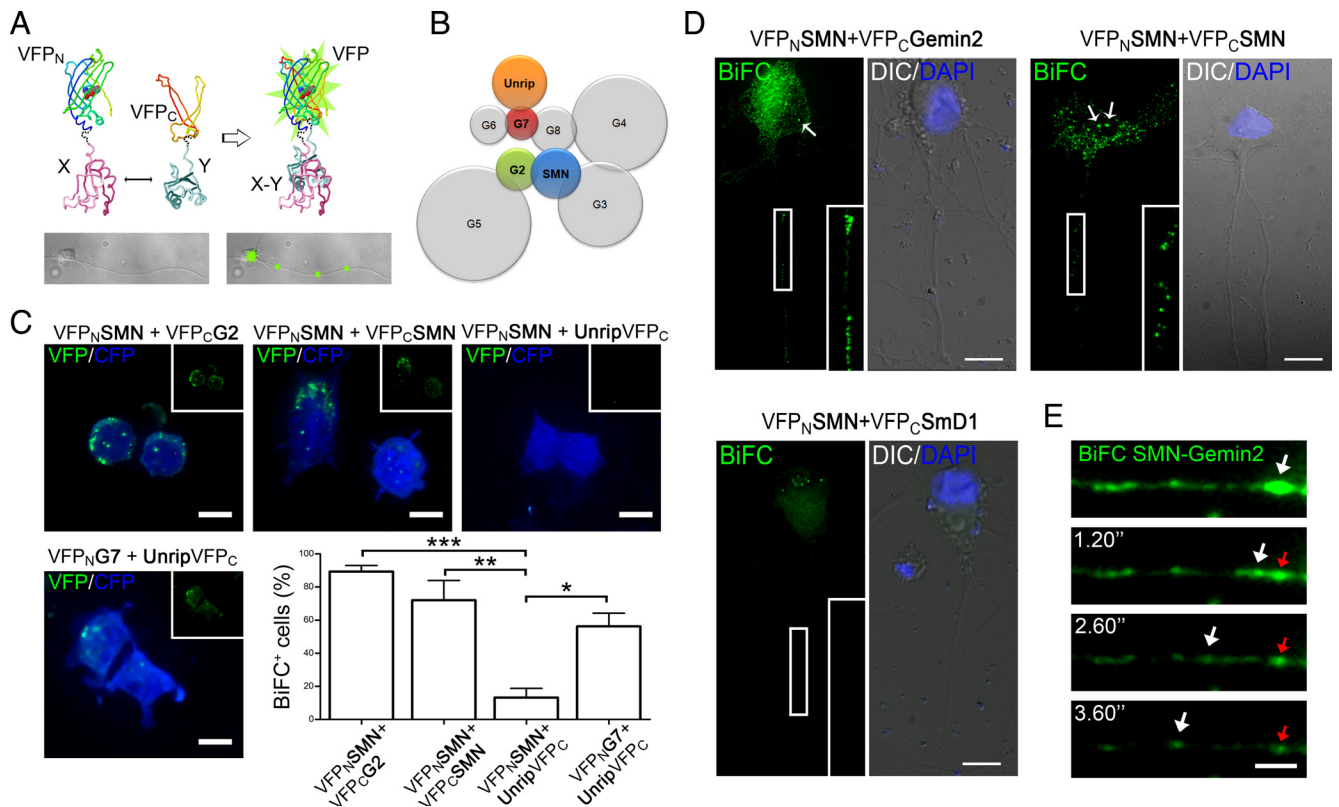 A
VFPN
VFPC
VFP
X
Y
X-Y
B
Unrip
G6
G7
G8
G4
G2
SMN
G5
G3
C
VFPNSMN + VFPCG2
VFP/CFP
VFPNSMN + VFPCSMN
VFP/CFP
VFPNSMN + UnripVFPC
VFP/CFP
VFPNG7 + UnripVFPC
VFP/CFP
BiFC+ cells (%)
100
80
60
40
20
0
***
**
*
VFPNSMN+
VFPCG2
VFPNSMN+
VFPCSMN
VFPNSMN+
UnripVFPC
VFPNG7+
UnripVFPC
D
VFPNSMN+VFPCGemin2
BiFC
DIC/DAPI
VFPNSMN+VFPCSMN
BiFC
DIC/DAPI
VFPNSMN+VFPCSmD1
BiFC
DIC/DAPI
E
BiFC SMN-Gemin2
1.20’’
2.60’’
3.60’’